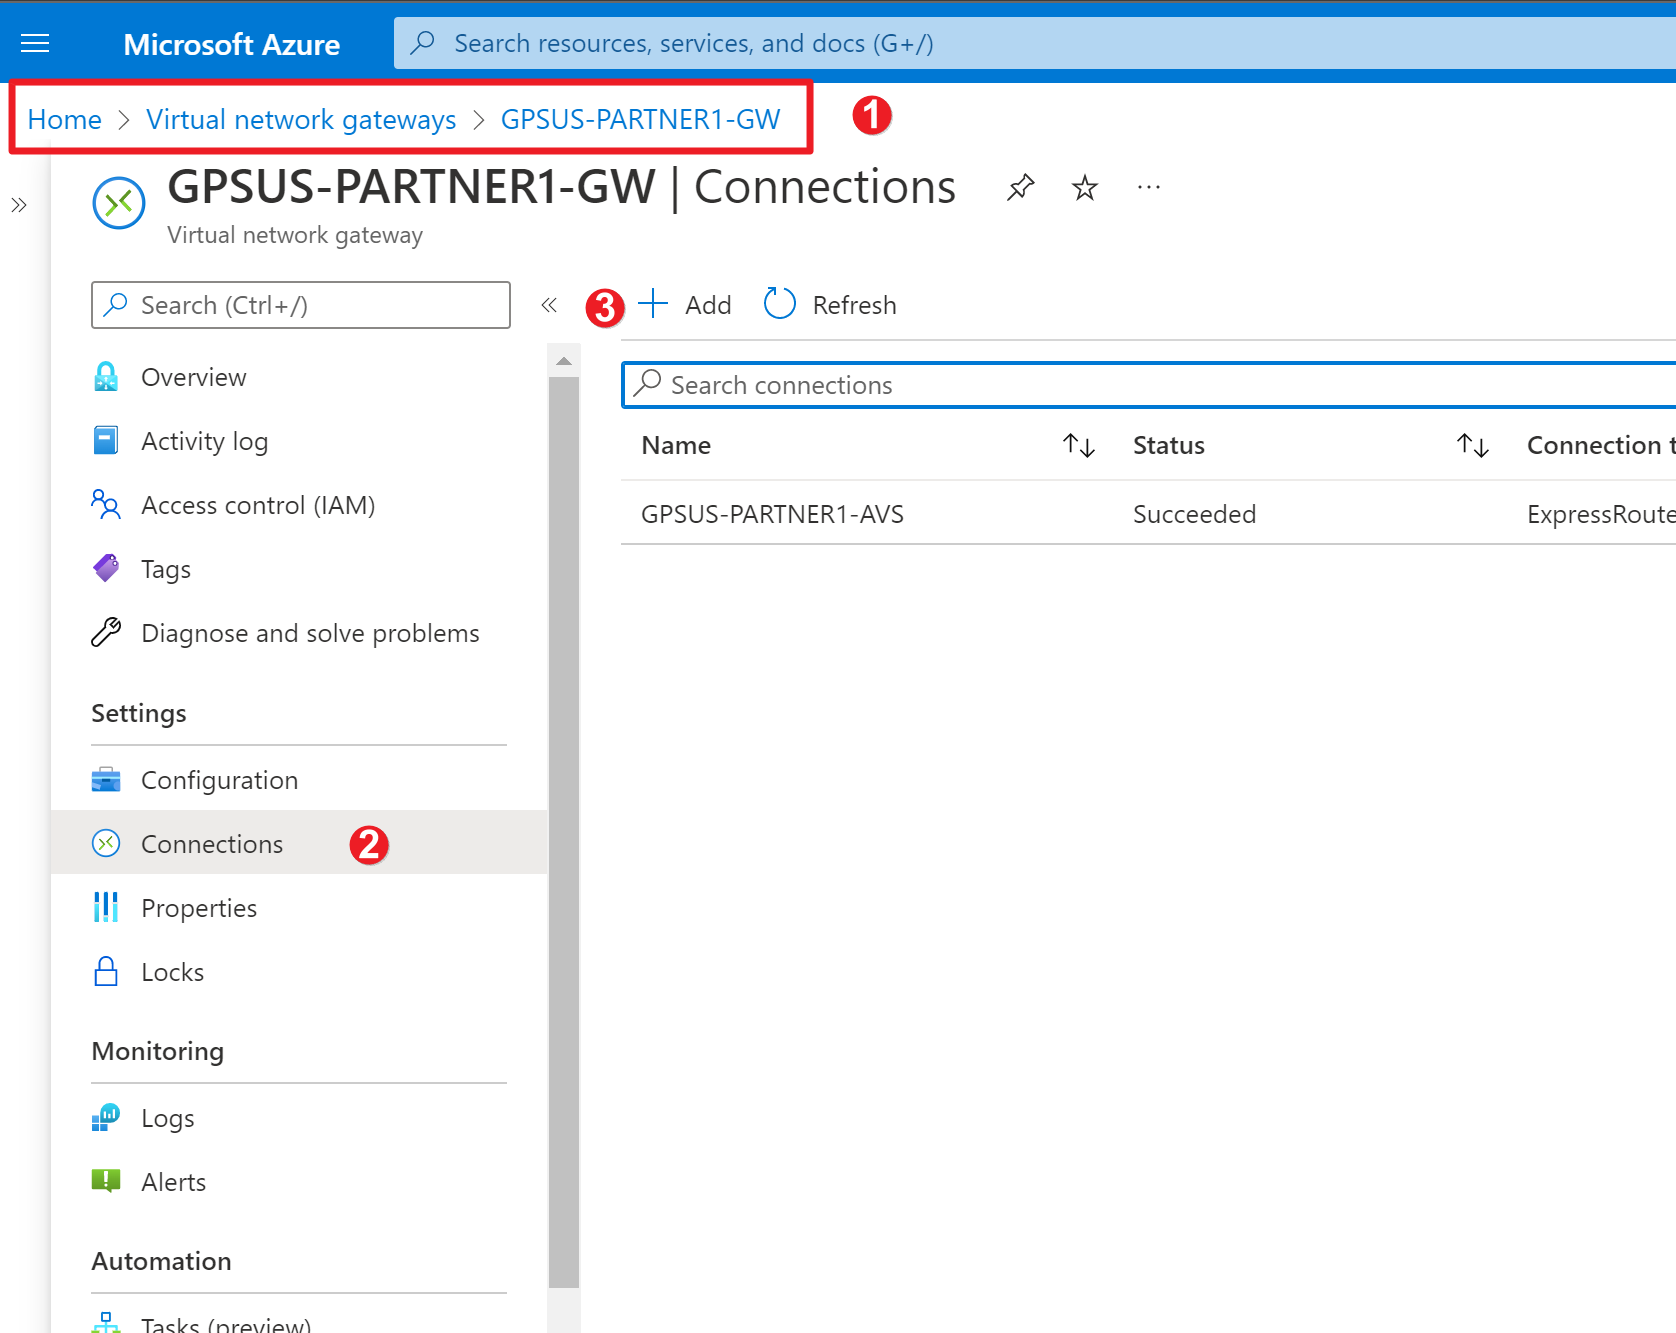 Microsoft Azure
Search resources, services, and docs (G+/)
Home > Virtual network gateways > GPSUS-PARTNER1-GW
1
GPSUS-PARTNER1-GW | Connections
Virtual network gateway
Search (Ctrl+/)
3
Add
Refresh
Overview
Activity log
Access control (IAM)
Tags
Diagnose and solve problems
Settings
Configuration
Connections
2
Properties
Locks
Monitoring
Logs
Alerts
Automation
Tasks (preview)
Search connections
Name
Status
Connection t
GPSUS-PARTNER1-AVS
Succeeded
ExpressRoute